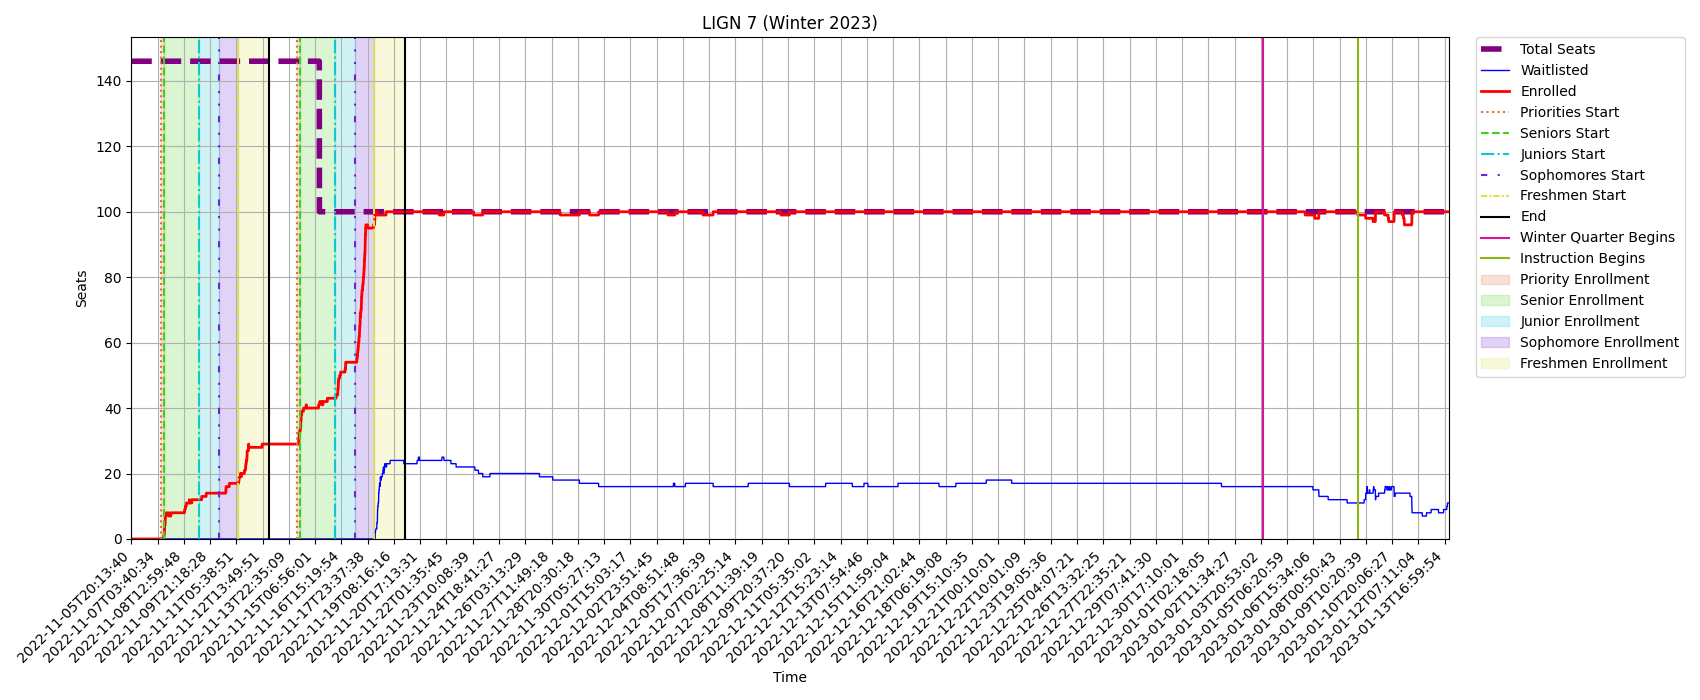 LIGN 7 (Winter 2023)
Total Seats
Waitlisted
Enrolled
Priorities Start
Seniors Start
Juniors Start
Sophomores Start
Freshmen Start
End
Winter Quarter Begins
Instruction Begins
Priority Enrollment
Senior Enrollment
Junior Enrollment
Sophomore Enrollment
Freshmen Enrollment
Seats
140
120
100
80
60
40
20
0
2022-11-05T20:13:40
2022-11-07T03:40:34
2022-11-08T12:59:48
2022-11-09T21:18:28
2022-11-11T05:38:51
2022-11-12T13:49:51
2022-11-13T22:35:09
2022-11-15T06:56:01
2022-11-16T15:19:54
2022-11-17T23:37:38
2022-11-19T08:16:16
2022-11-20T17:13:31
2022-11-22T01:35:45
2022-11-23T10:08:39
2022-11-24T18:41:27
2022-11-26T03:13:29
2022-11-27T11:49:18
2022-11-28T20:30:18
2022-11-30T05:27:13
2022-12-01T15:03:17
2022-12-02T23:51:45
2022-12-04T08:51:48
2022-12-05T17:36:39
2022-12-07T02:25:14
2022-12-08T11:39:19
2022-12-09T20:37:20
2022-12-11T05:35:02
2022-12-12T15:23:14
2022-12-13T07:54:46
2022-12-15T11:59:04
2022-12-16T21:02:44
2022-12-18T06:19:08
2022-12-19T15:10:35
2022-12-21T00:10:01
2022-12-22T10:01:09
2022-12-23T19:05:36
2022-12-25T04:07:21
2022-12-26T13:32:25
2022-12-27T22:35:21
2022-12-29T07:41:30
2022-12-30T17:10:01
2023-01-01T02:18:05
2023-01-02T11:34:27
2023-01-03T20:53:02
2023-01-05T06:20:59
2023-01-06T15:34:06
2023-01-08T00:50:43
2023-01-09T10:20:39
2023-01-10T20:06:27
2023-01-12T07:11:04
2023-01-13T16:59:54
Time